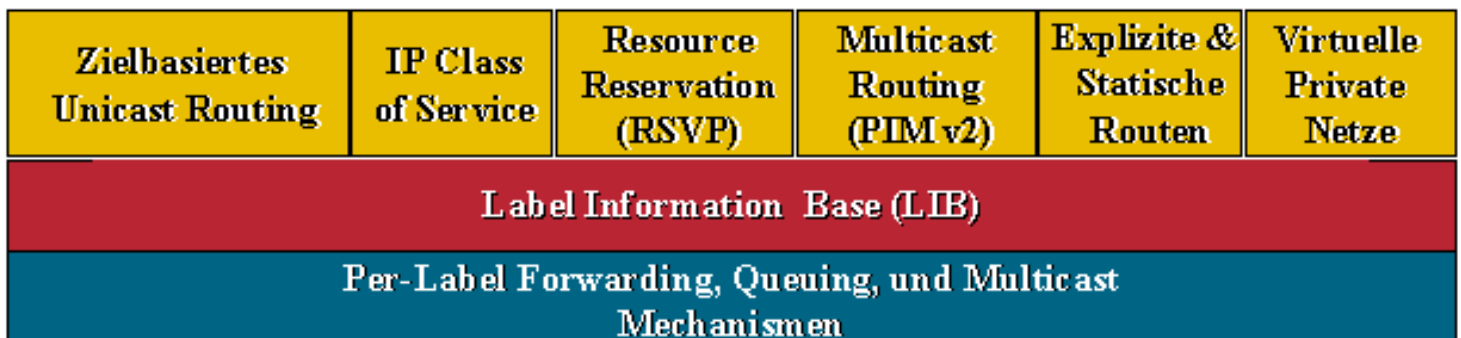 Zielbasiertes
Unicast Routing
IP Class
of Service
Resource
Reservation
(RSVP)
Multicast
Routing
(PIM v2)
Explizite &
Statische
Routen
Virtuelle
Private
Netze
Label Information Base (LIB)
Per-Label Forwarding, Queuing, und Multicast
Mechanismen